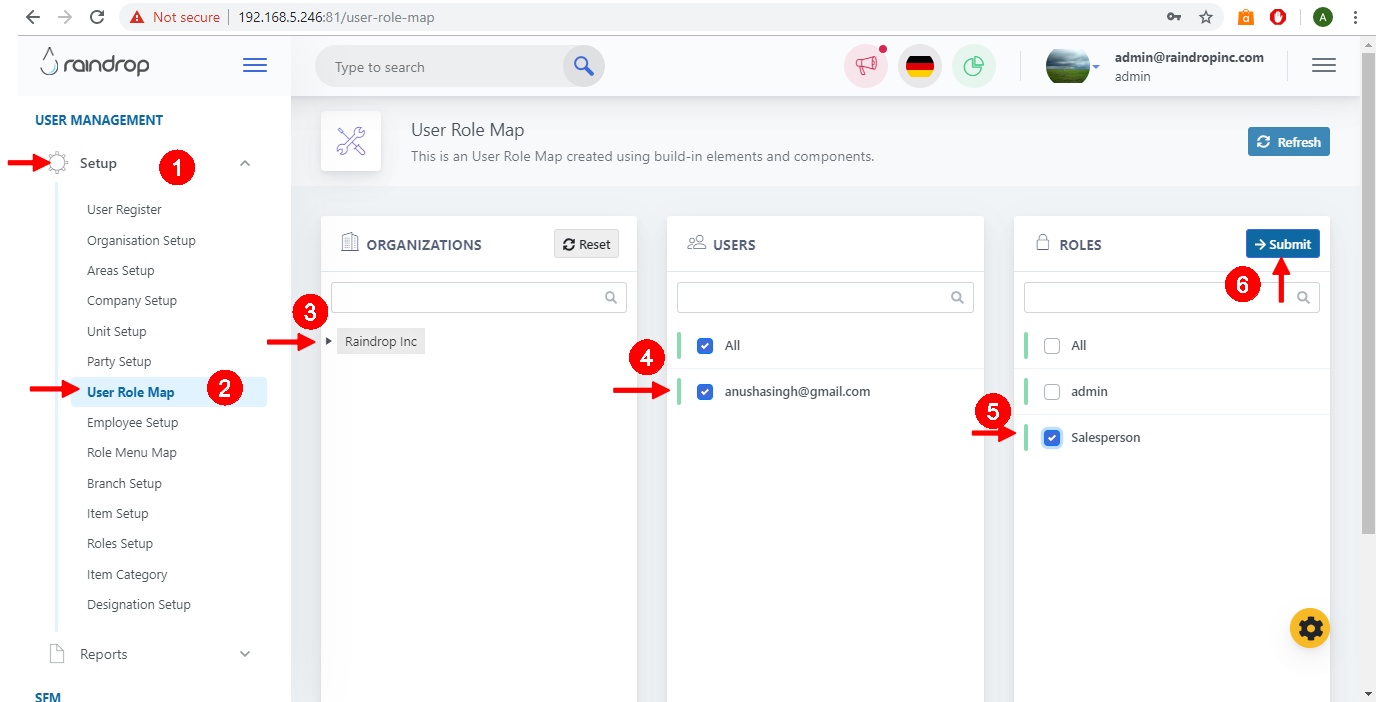 Not secure | 192.168.5.246:81/user-role-map
A
raindrop
Type to search
admin@raindropinc.com
admin
USER MANAGEMENT
Setup
1
User Register
Organisation Setup
Areas Setup
Company Setup
Unit Setup
Party Setup
User Role Map
2
Employee Setup
Role Menu Map
Branch Setup
Item Setup
Roles Setup
Item Category
Designation Setup
Reports
SFM
User Role Map
This is an User Role Map created using build-in elements and components.
Refresh
ORGANIZATIONS
Reset
3
Raindrop Inc
USERS
All
4
anushasingh@gmail.com
ROLES
Submit
6
All
admin
5
Salesperson